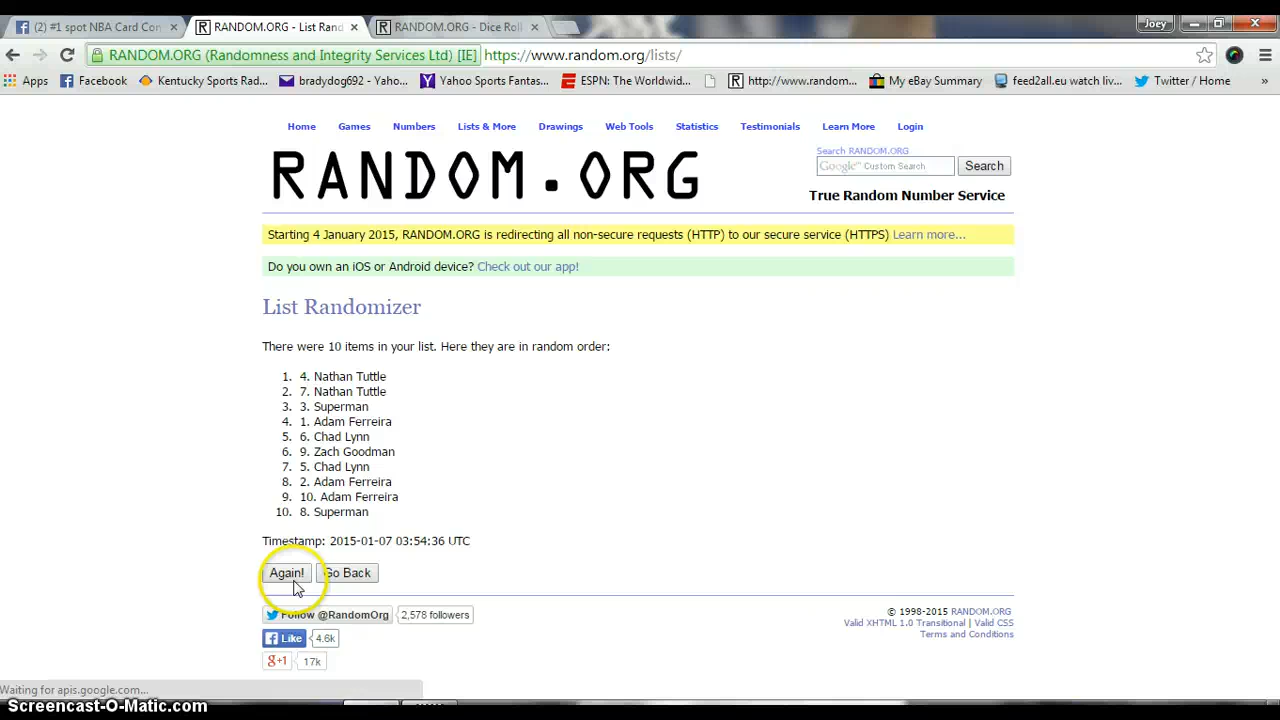 (2) #1 spot NBA Card Con
RANDOM.ORG - List Rand
RANDOM.ORG - Dice Roll
Joey
RANDOM.ORG (Randomness and Integrity Services Ltd) [IE]
https://www.random.org/lists/
Apps
Facebook
Kentucky Sports Rad...
bradydog692 - Yaho...
Yahoo Sports Fantas...
ESPN: The Worldwid...
http://www.random...
My eBay Summary
feed2all.eu watch liv...
Twitter / Home
Home Games Numbers Lists & More Drawings Web Tools Statistics Testimonials Learn More Login
RANDOM.ORG
Search RANDOM.ORG
Google™ Custom Search
Search
True Random Number Service
Starting 4 January 2015, RANDOM.ORG is redirecting all non-secure requests (HTTP) to our secure service (HTTPS) Learn more...
Do you own an iOS or Android device? Check out our app!
List Randomizer
There were 10 items in your list. Here they are in random order:
1. 4. Nathan Tuttle
2. 7. Nathan Tuttle
3. 3. Superman
4. 1. Adam Ferreira
5. 6. Chad Lynn
6. 9. Zach Goodman
7. 5. Chad Lynn
8. 2. Adam Ferreira
9. 10. Adam Ferreira
10. 8. Superman
Timestamp: 2015-01-07 03:54:36 UTC
Again! Go Back
Follow @RandomOrg 2,578 followers
Like 4.6k
g+1 17k
© 1998-2015 RANDOM.ORG
Valid XHTML 1.0 Transitional | Valid CSS
Terms and Conditions
Waiting for apis.google.com...
Screencast-O-Matic.com